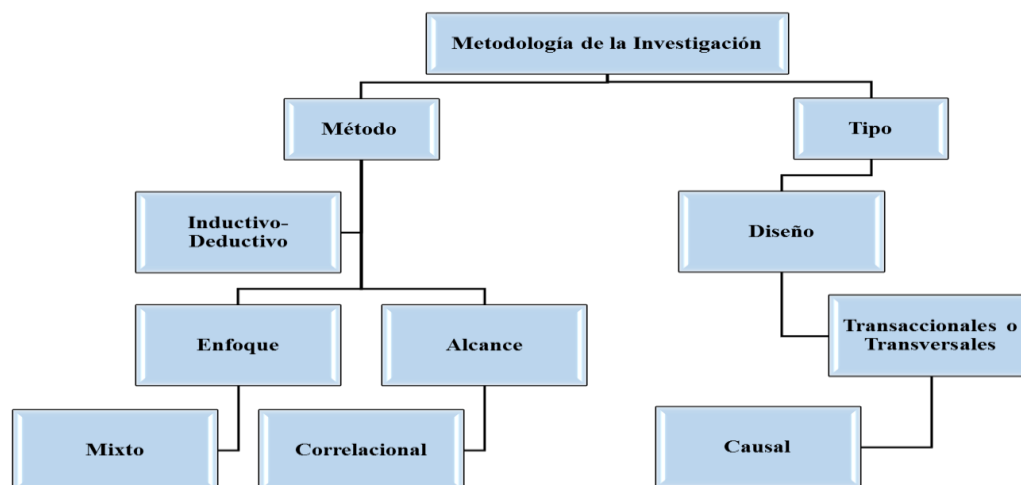 Metodología de la Investigación
Método
Tipo
Inductivo-
Deductivo
Diseño
Enfoque
Alcance
Transaccionales o
Transversales
Mixto
Correlacional
Causal